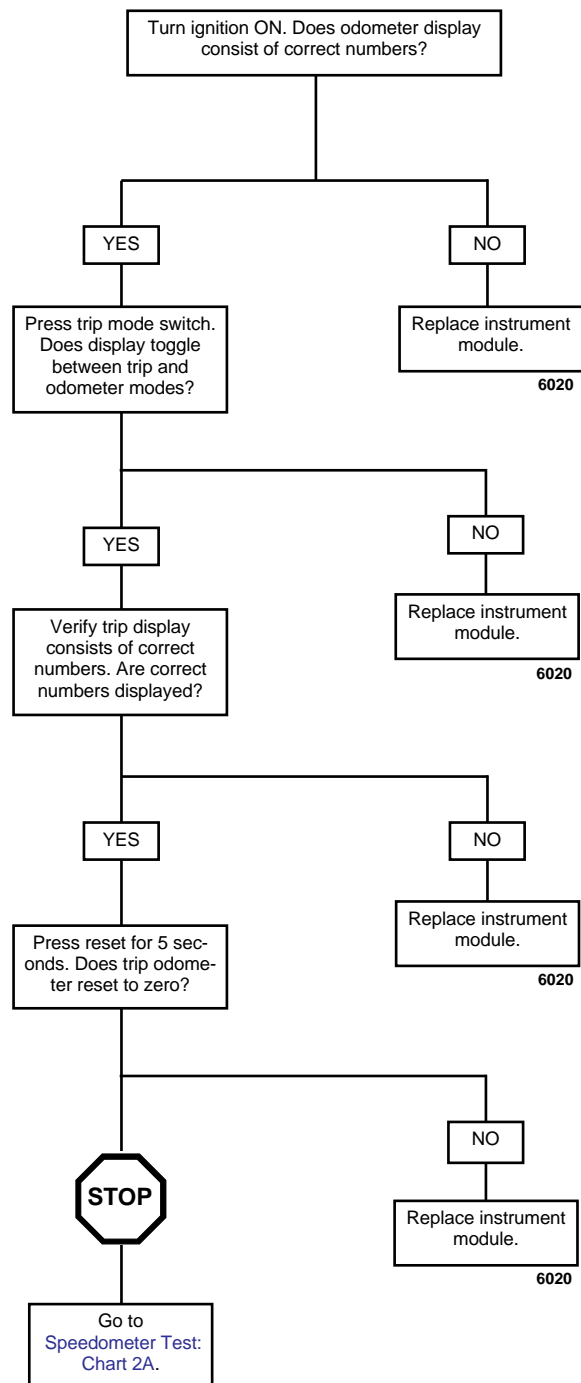 Turn ignition ON. Does odometer display
consist of correct numbers?
YES
NO
Press trip mode switch.
Does display toggle
between trip and
odometer modes?
Replace instrument
module.
6020
YES
NO
Verify trip display
consists of correct
numbers. Are correct
numbers displayed?
Replace instrument
module.
6020
YES
NO
Press reset for 5 sec-
onds. Does trip odome-
ter reset to zero?
Replace instrument
module.
6020
STOP
NO
Replace instrument
module.
6020
Go to
Speedometer Test:
Chart 2A.